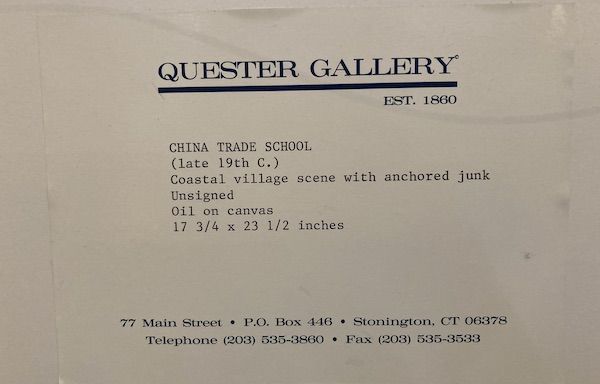 QUESTER GALLERY©
EST. 1860
CHINA TRADE SCHOOL
(late 19th C.)
Coastal village scene with anchored junk
Unsigned
Oil on canvas
17 3/4 x 23 1/2 inches
77 Main Street • P.O. Box 446 • Stonington, CT 06378
Telephone (203) 535-3860 • Fax (203) 535-3533